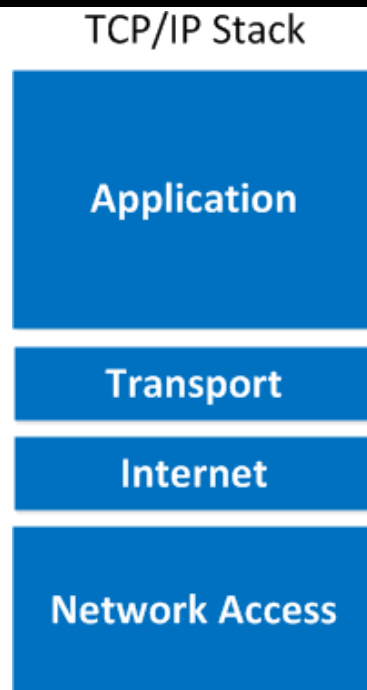 TCP/IP Stack
Application
Transport
Internet
Network Access